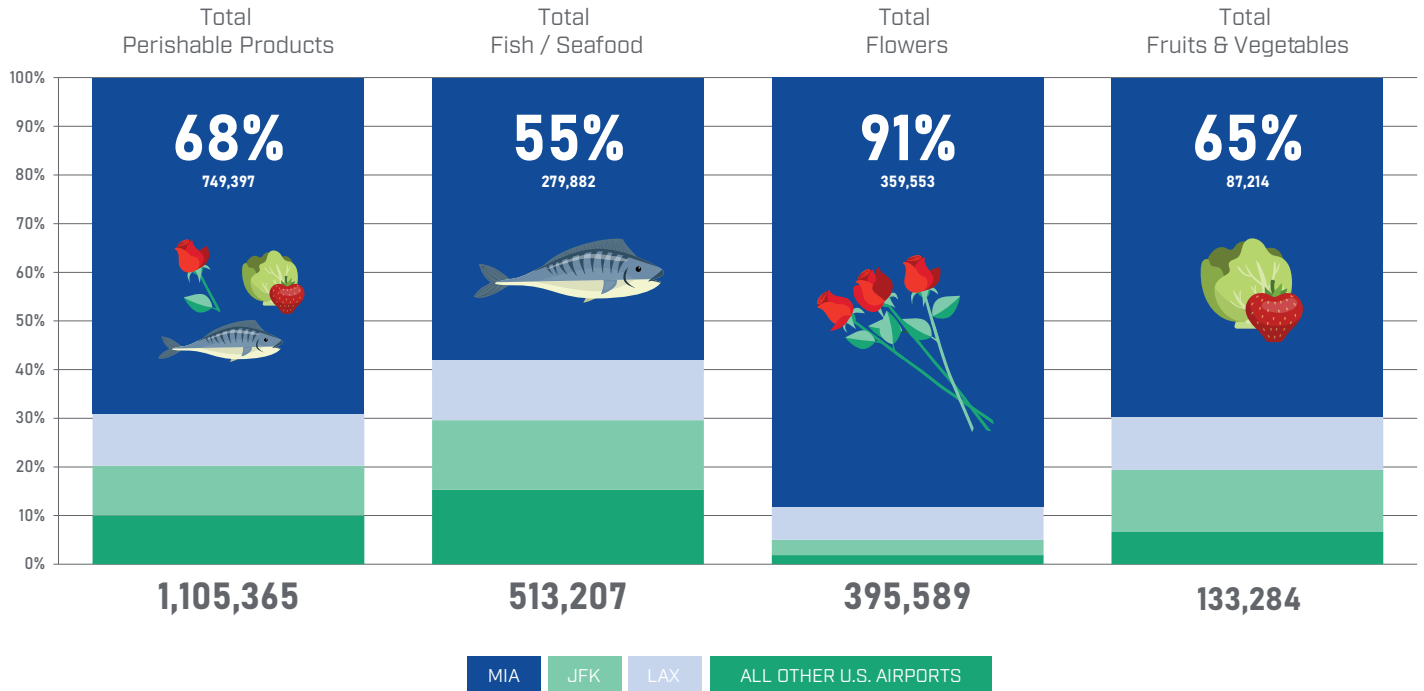 Total
Perishable Products
Total
Fish / Seafood
Total
Flowers
Total
Fruits & Vegetables
100%
90%
80%
70%
60%
50%
40%
30%
20%
10%
0%
68%
749,397
55%
279,882
91%
359,553
65%
87,214
1,105,365
513,207
395,589
133,284
MIA
JFK
LAX
ALL OTHER U.S. AIRPORTS